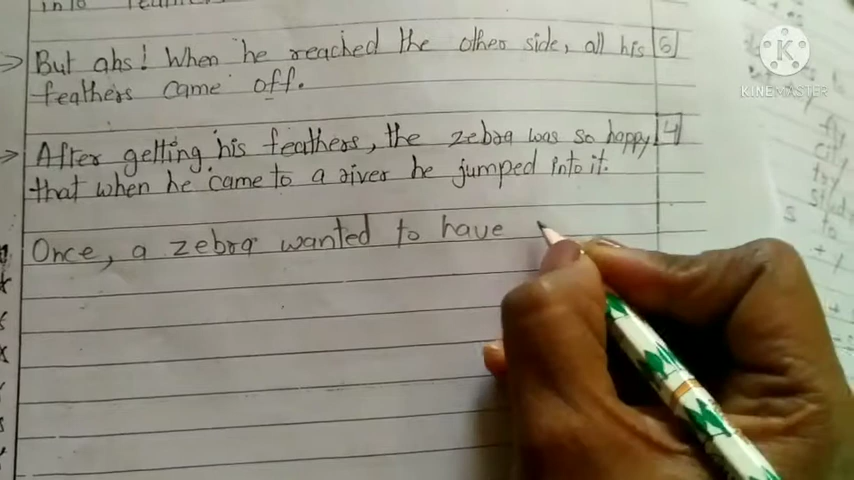 into
But ahs! When he reached the other side, all his 6
feathers came off.
After getting his feathers, the zebra was so happy 4
that when he came to a river he jumped into it.
Once, a zebra wanted to have
K
KINEMASTER